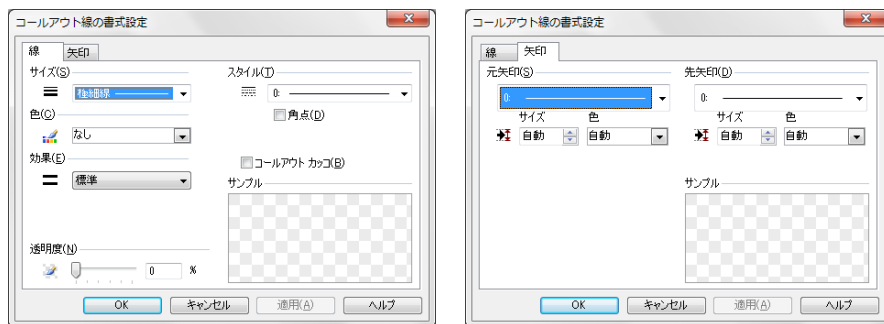 コールアウト線の書式設定
線 矢印
サイズ(S)
極細線
色(C)
なし
効果(E)
標準
透明度(N)
0 %
スタイル(T)
0:
角点(D)
コールアウト カッコ(B)
サンプル
OK キャンセル 適用(A) ヘルプ
コールアウト線の書式設定
線 矢印
元矢印(S)
0:
サイズ 色
自動 自動
先矢印(D)
0:
サイズ 色
自動 自動
サンプル
OK キャンセル 適用(A) ヘルプ